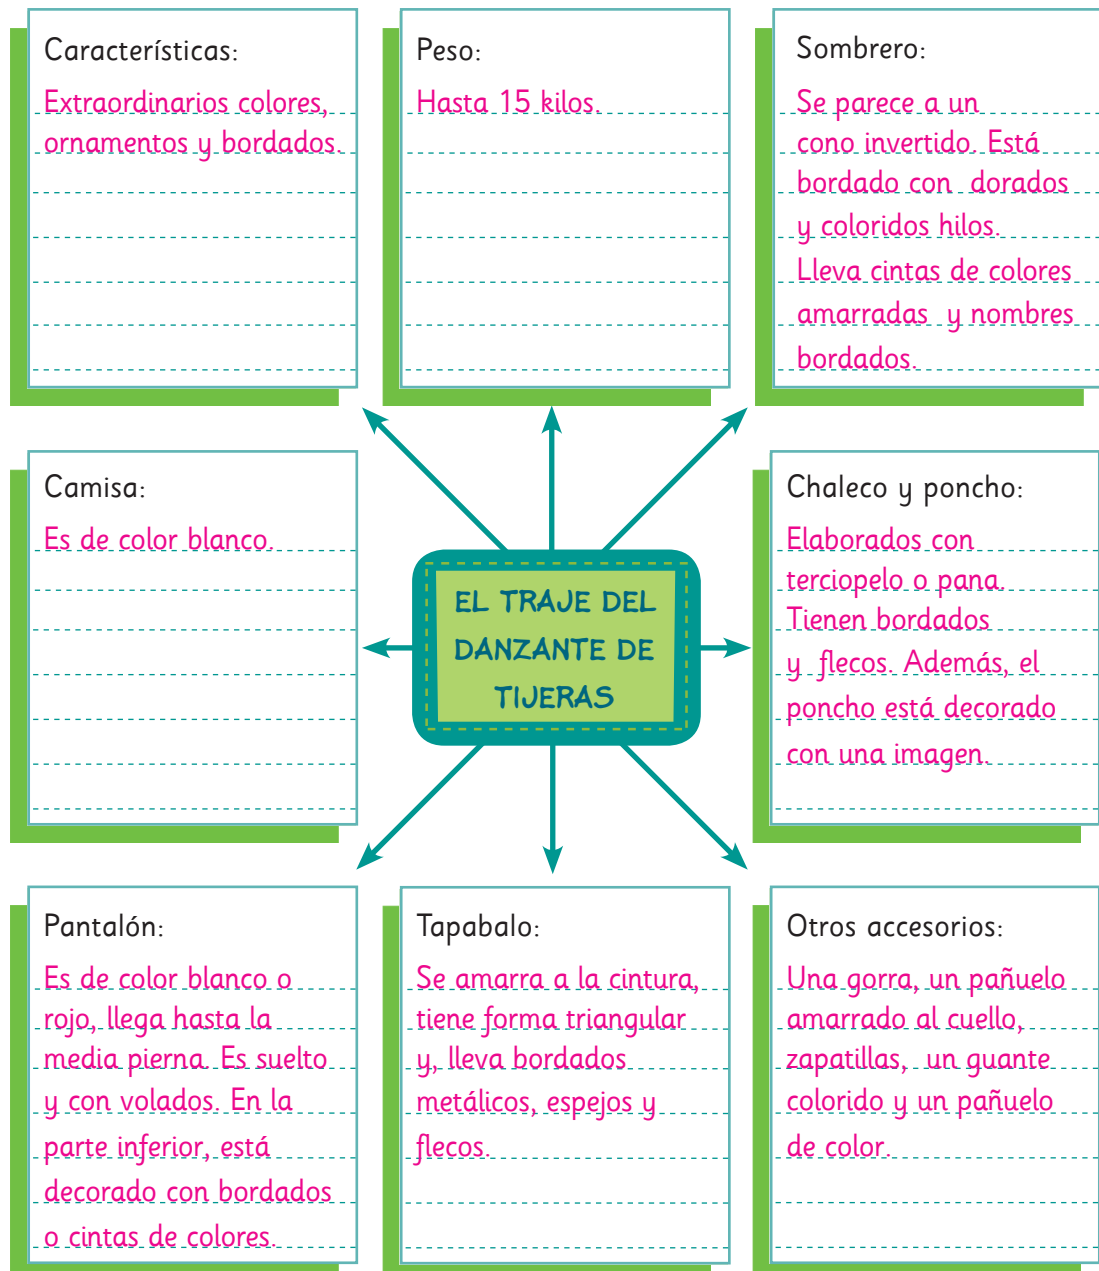 Características:
Extraordinarios colores,
ornamentos y bordados.
Peso:
Hasta 15 kilos.
Sombrero:
Se parece a un
cono invertido. Está
bordado con dorados
y coloridos hilos.
Lleva cintas de colores
amarradas y nombres
bordados.
Camisa:
Es de color blanco.
EL TRAJE DEL
DANZANTE DE
TIJERAS
Chaleco y poncho:
Elaborados con
terciopelo o pana.
Tienen bordados
y flecos. Además, el
poncho está decorado
con una imagen.
Pantalón:
Es de color blanco o
rojo, llega hasta la
media pierna. Es suelto
y con volados. En la
parte inferior, está
decorado con bordados
o cintas de colores.
Tapabalo:
Se amarra a la cintura,
tiene forma triangular
y, lleva bordados
metálicos, espejos y
flecos.
Otros accesorios:
Una gorra, un pañuelo
amarrado al cuello,
zapatillas, un guante
colorido y un pañuelo
de color.